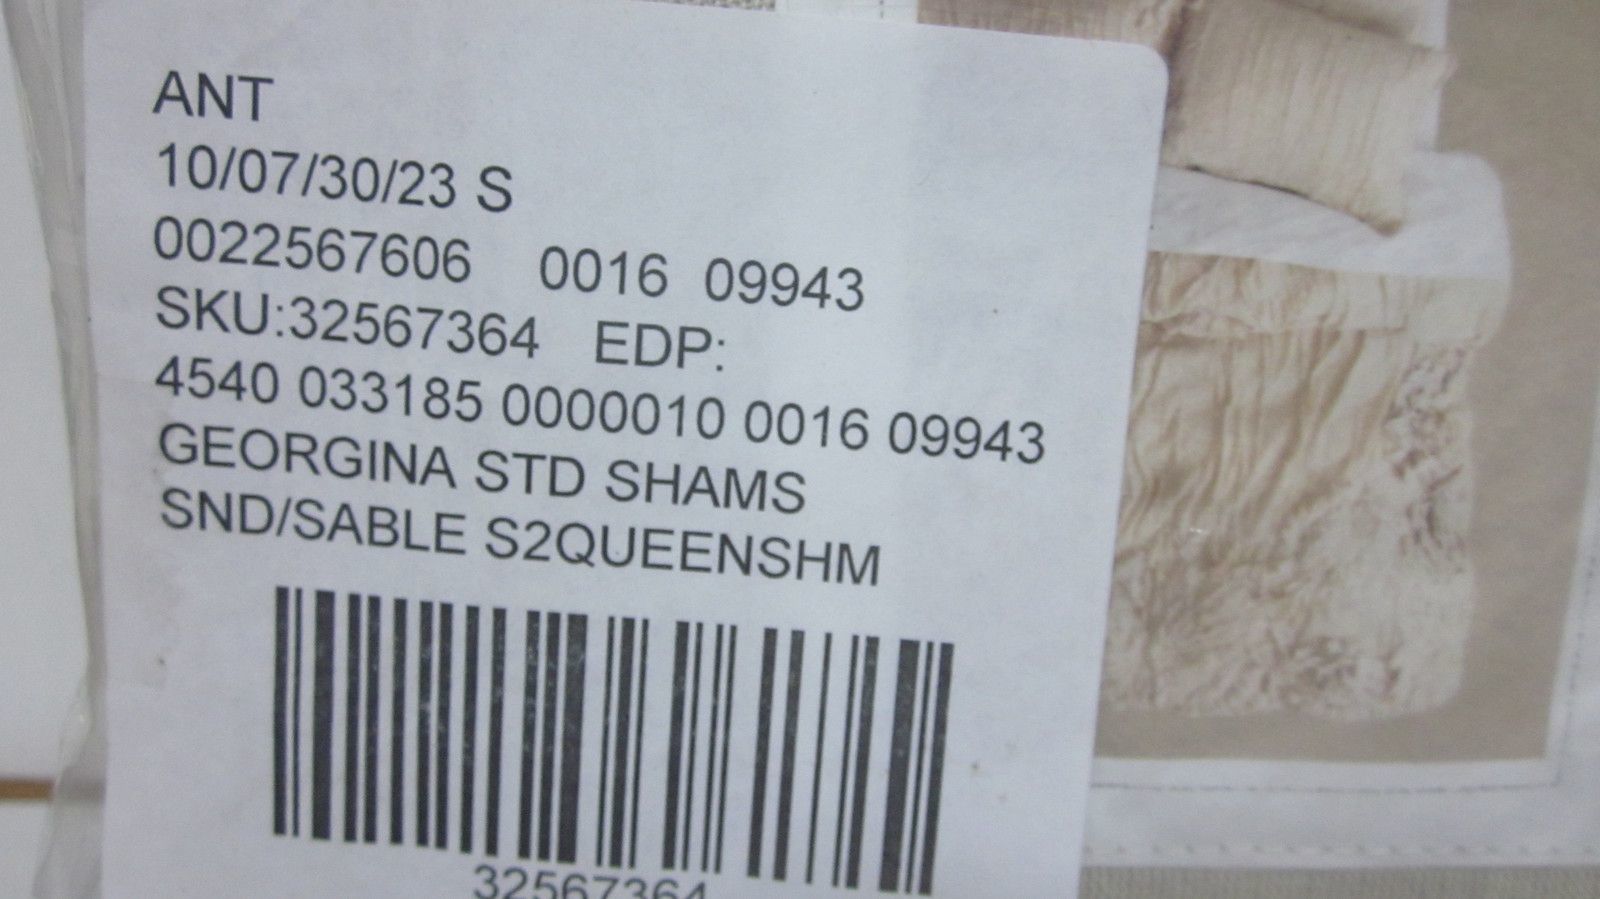 ANT
10/07/30/23 S
0022567606 0016 09943
SKU:32567364 EDP:
4540 033185 0000010 0016 09943
GEORGINA STD SHAMS
SND/SABLE S2QUEENSHM
32567364